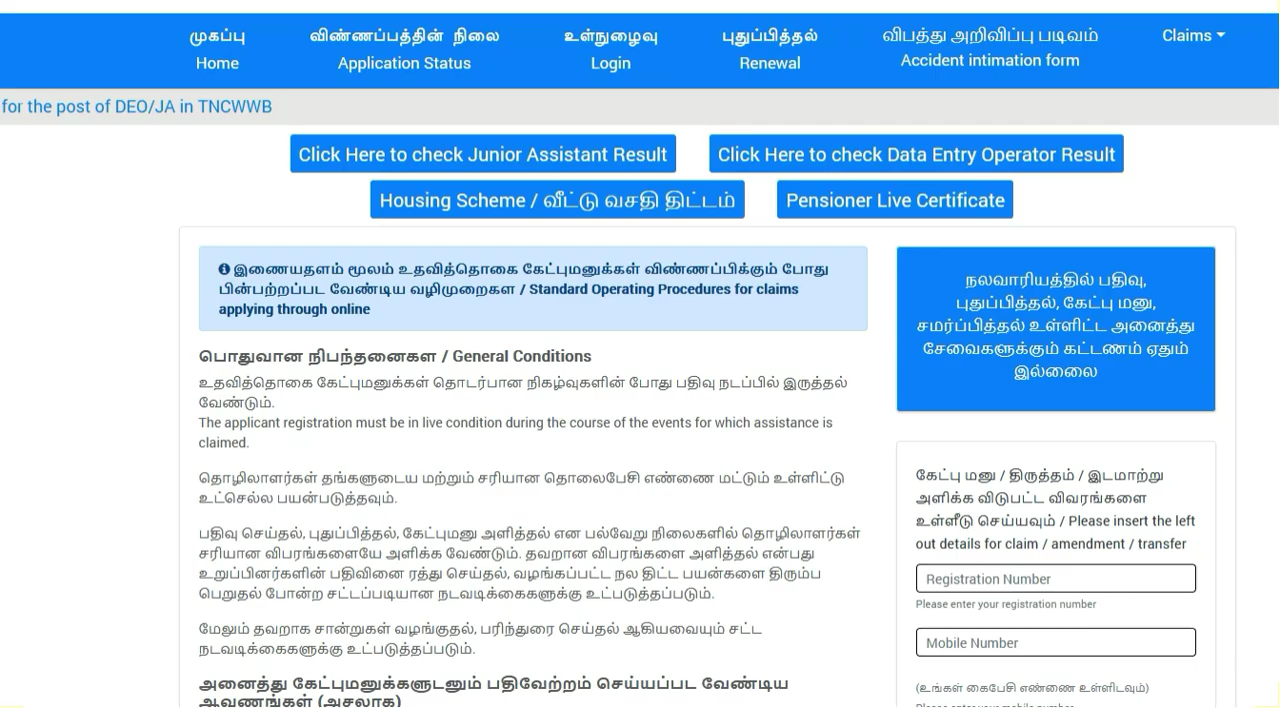 முகப்பு
Home
விண்ணப்பத்தின் நிலை
Application Status
உள்நுழைவு
Login
புதுப்பித்தல்
Renewal
விபத்து அறிவிப்பு படிவம்
Accident intimation form
Claims
for the post of DEO/JA in TNCWWB
Click Here to check Junior Assistant Result
Click Here to check Data Entry Operator Result
Housing Scheme / வீட்டு வசதி திட்டம்
Pensioner Live Certificate
இணையதளம் மூலம் உதவித்தொகை கேட்புமனுக்கள் விண்ணப்பிக்கும் போது
பின்பற்றப்பட வேண்டிய வழிமுறைகள / Standard Operating Procedures for claims
applying through online
பொதுவான நிபந்தனைகள / General Conditions
உதவித்தொகை கேட்புமனுக்கள் தொடர்பான நிகழ்வுகளின் போது பதிவு நடப்பில் இருத்தல்
வேண்டும்.
The applicant registration must be in live condition during the course of the events for which assistance is
claimed.
தொழிலாளர்கள் தங்களுடைய மற்றும் சரியான தொலைபேசி எண்ணை மட்டும் உள்ளிட்டு
உட்செல்ல பயன்படுத்தவும்.
பதிவு செய்தல், புதுப்பித்தல், கேட்புமனு அளித்தல் என பல்வேறு நிலைகளில் தொழிலாளர்கள்
சரியான விபரங்களையே அளிக்க வேண்டும். தவறான விபரங்களை அளித்தல் என்பது
உறுப்பினர்களின் பதிவினை ரத்து செய்தல், வழங்கப்பட்ட நல திட்ட பயன்களை திரும்ப
பெறுதல் போன்ற சட்டப்படியான நடவடிக்கைகளுக்கு உட்படுத்தப்படும்.
மேலும் தவறாக சான்றுகள் வழங்குதல், பரிந்துரை செய்தல் ஆகியவையும் சட்ட
நடவடிக்கைகளுக்கு உட்படுத்தப்படும்.
அனைத்து கேட்புமனுக்களுடனும் பதிவேற்றம் செய்யப்பட வேண்டிய
ஆவணங்கள் (அசலாக)
நலவாரியத்தில் பதிவு,
புதுப்பித்தல், கேட்பு மனு,
சமர்ப்பித்தல் உள்ளிட்ட அனைத்து
சேவைகளுக்கும் கட்டணம் ஏதும்
இல்லைை
கேட்பு மனு / திருத்தம் / இடமாற்று
அளிக்க விடுபட்ட விவரங்களை
உள்ளீடு செய்யவும் / Please insert the left
out details for claim / amendment / transfer
Registration Number
Please enter your registration number
Mobile Number
(உங்கள் கைபேசி எண்ணை உள்ளிடவும்)
Please enter your mobile number